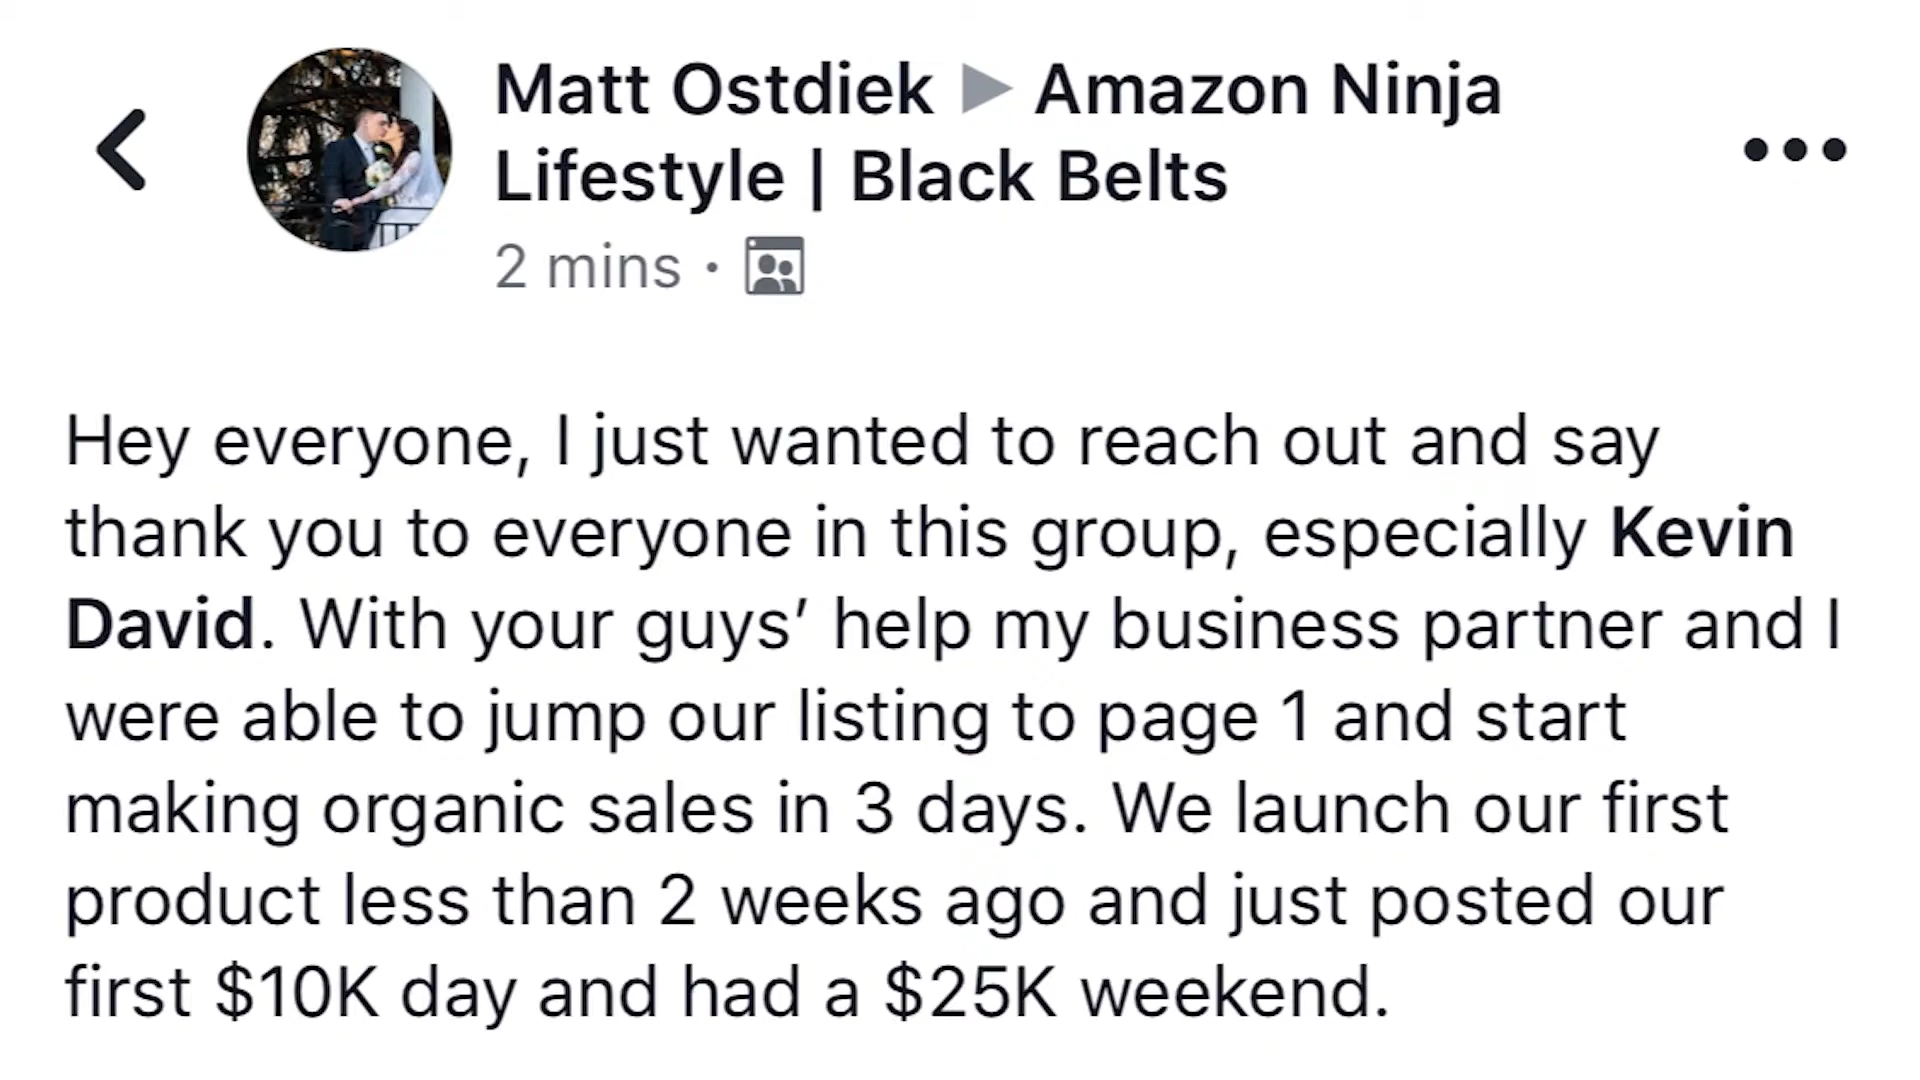 Matt Ostdiek ▶ Amazon Ninja
Lifestyle | Black Belts
2 mins ·
Hey everyone, I just wanted to reach out and say
thank you to everyone in this group, especially Kevin
David. With your guys’ help my business partner and I
were able to jump our listing to page 1 and start
making organic sales in 3 days. We launch our first
product less than 2 weeks ago and just posted our
first $10K day and had a $25K weekend.